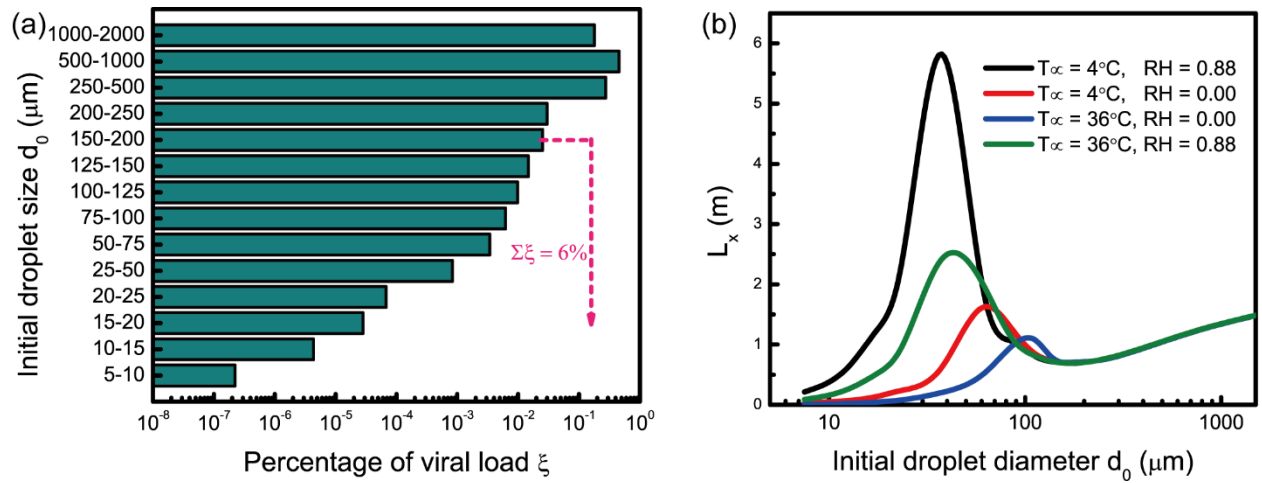 (a)
Initial droplet size d₀ (μm)
1000-2000
500-1000
250-500
200-250
150-200
125-150
100-125
75-100
50-75
25-50
20-25
15-20
10-15
5-10
Σξ = 6%
10⁻⁸ 10⁻⁷ 10⁻⁶ 10⁻⁵ 10⁻⁴ 10⁻³ 10⁻² 10⁻¹ 10⁰
Percentage of viral load ξ
(b)
Lₓ (m)
6
5
4
3
2
1
0
T∝ = 4°C, RH = 0.88
T∝ = 4°C, RH = 0.00
T∝ = 36°C, RH = 0.00
T∝ = 36°C, RH = 0.88
10 100 1000
Initial droplet diameter d₀ (μm)